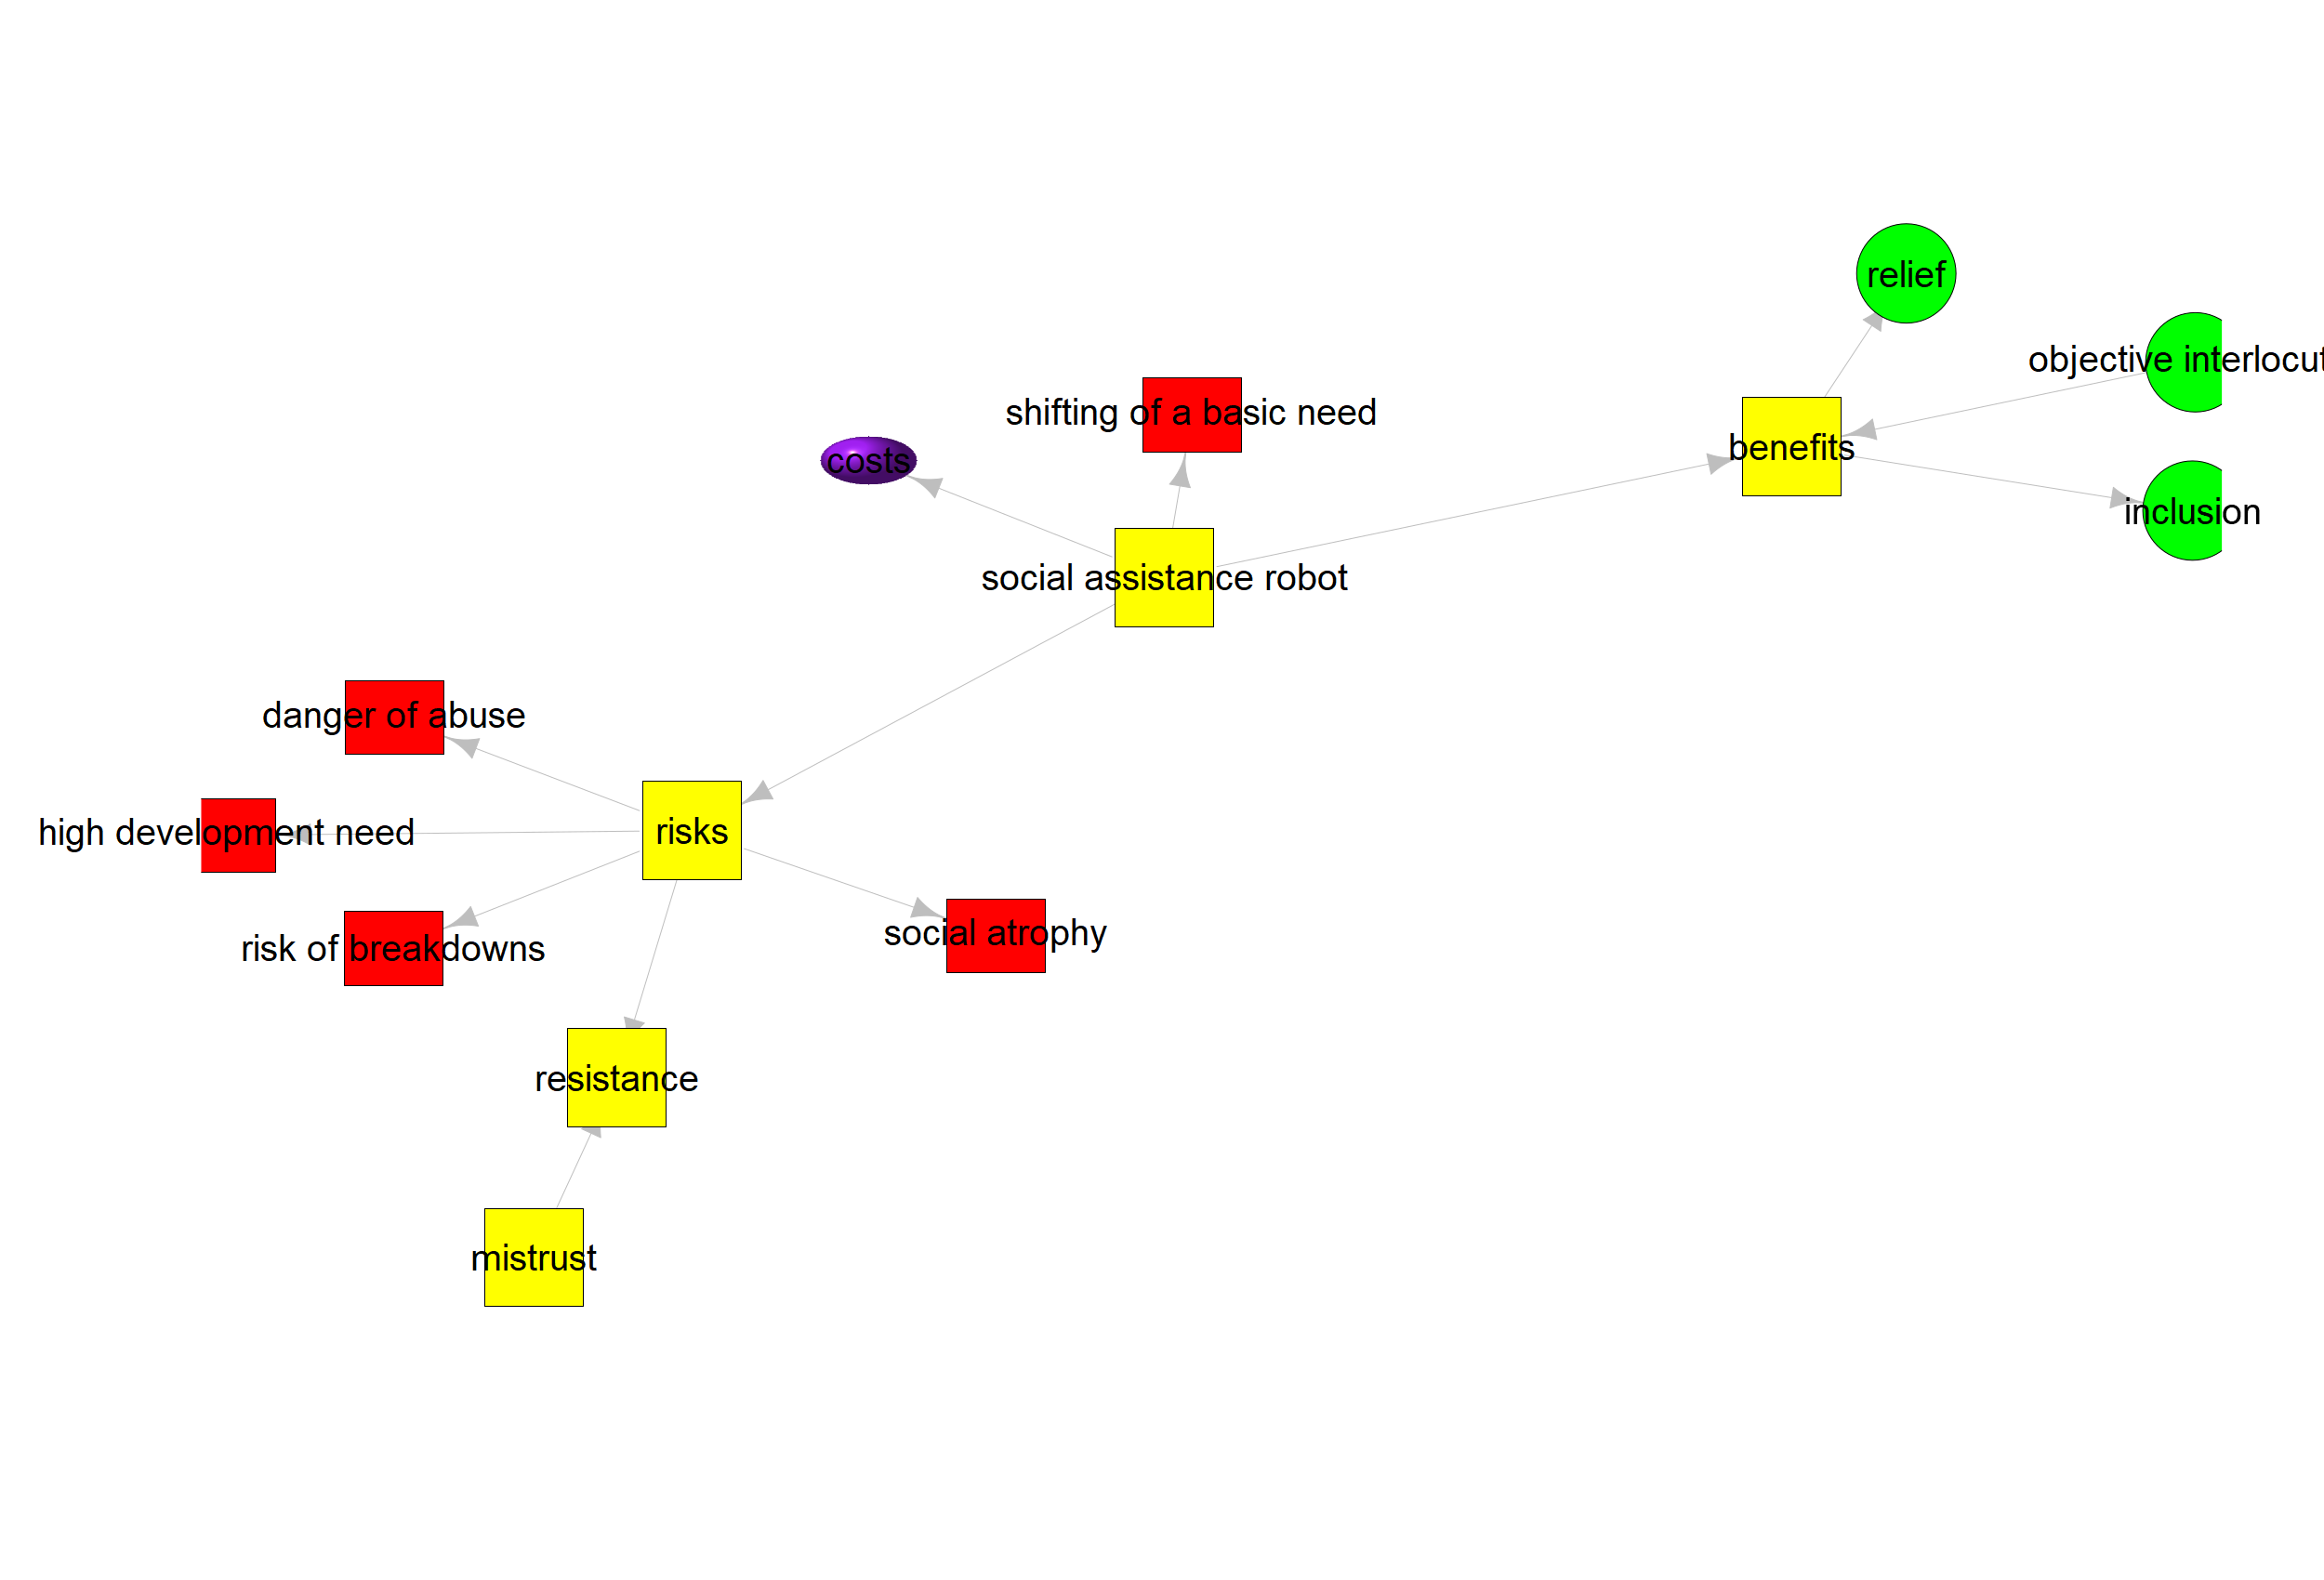 relief
objective interlocut
shifting of a basic need
benefits
costs
inclusion
social assistance robot
danger of abuse
risks
high development need
social atrophy
risk of breakdowns
resistance
mistrust